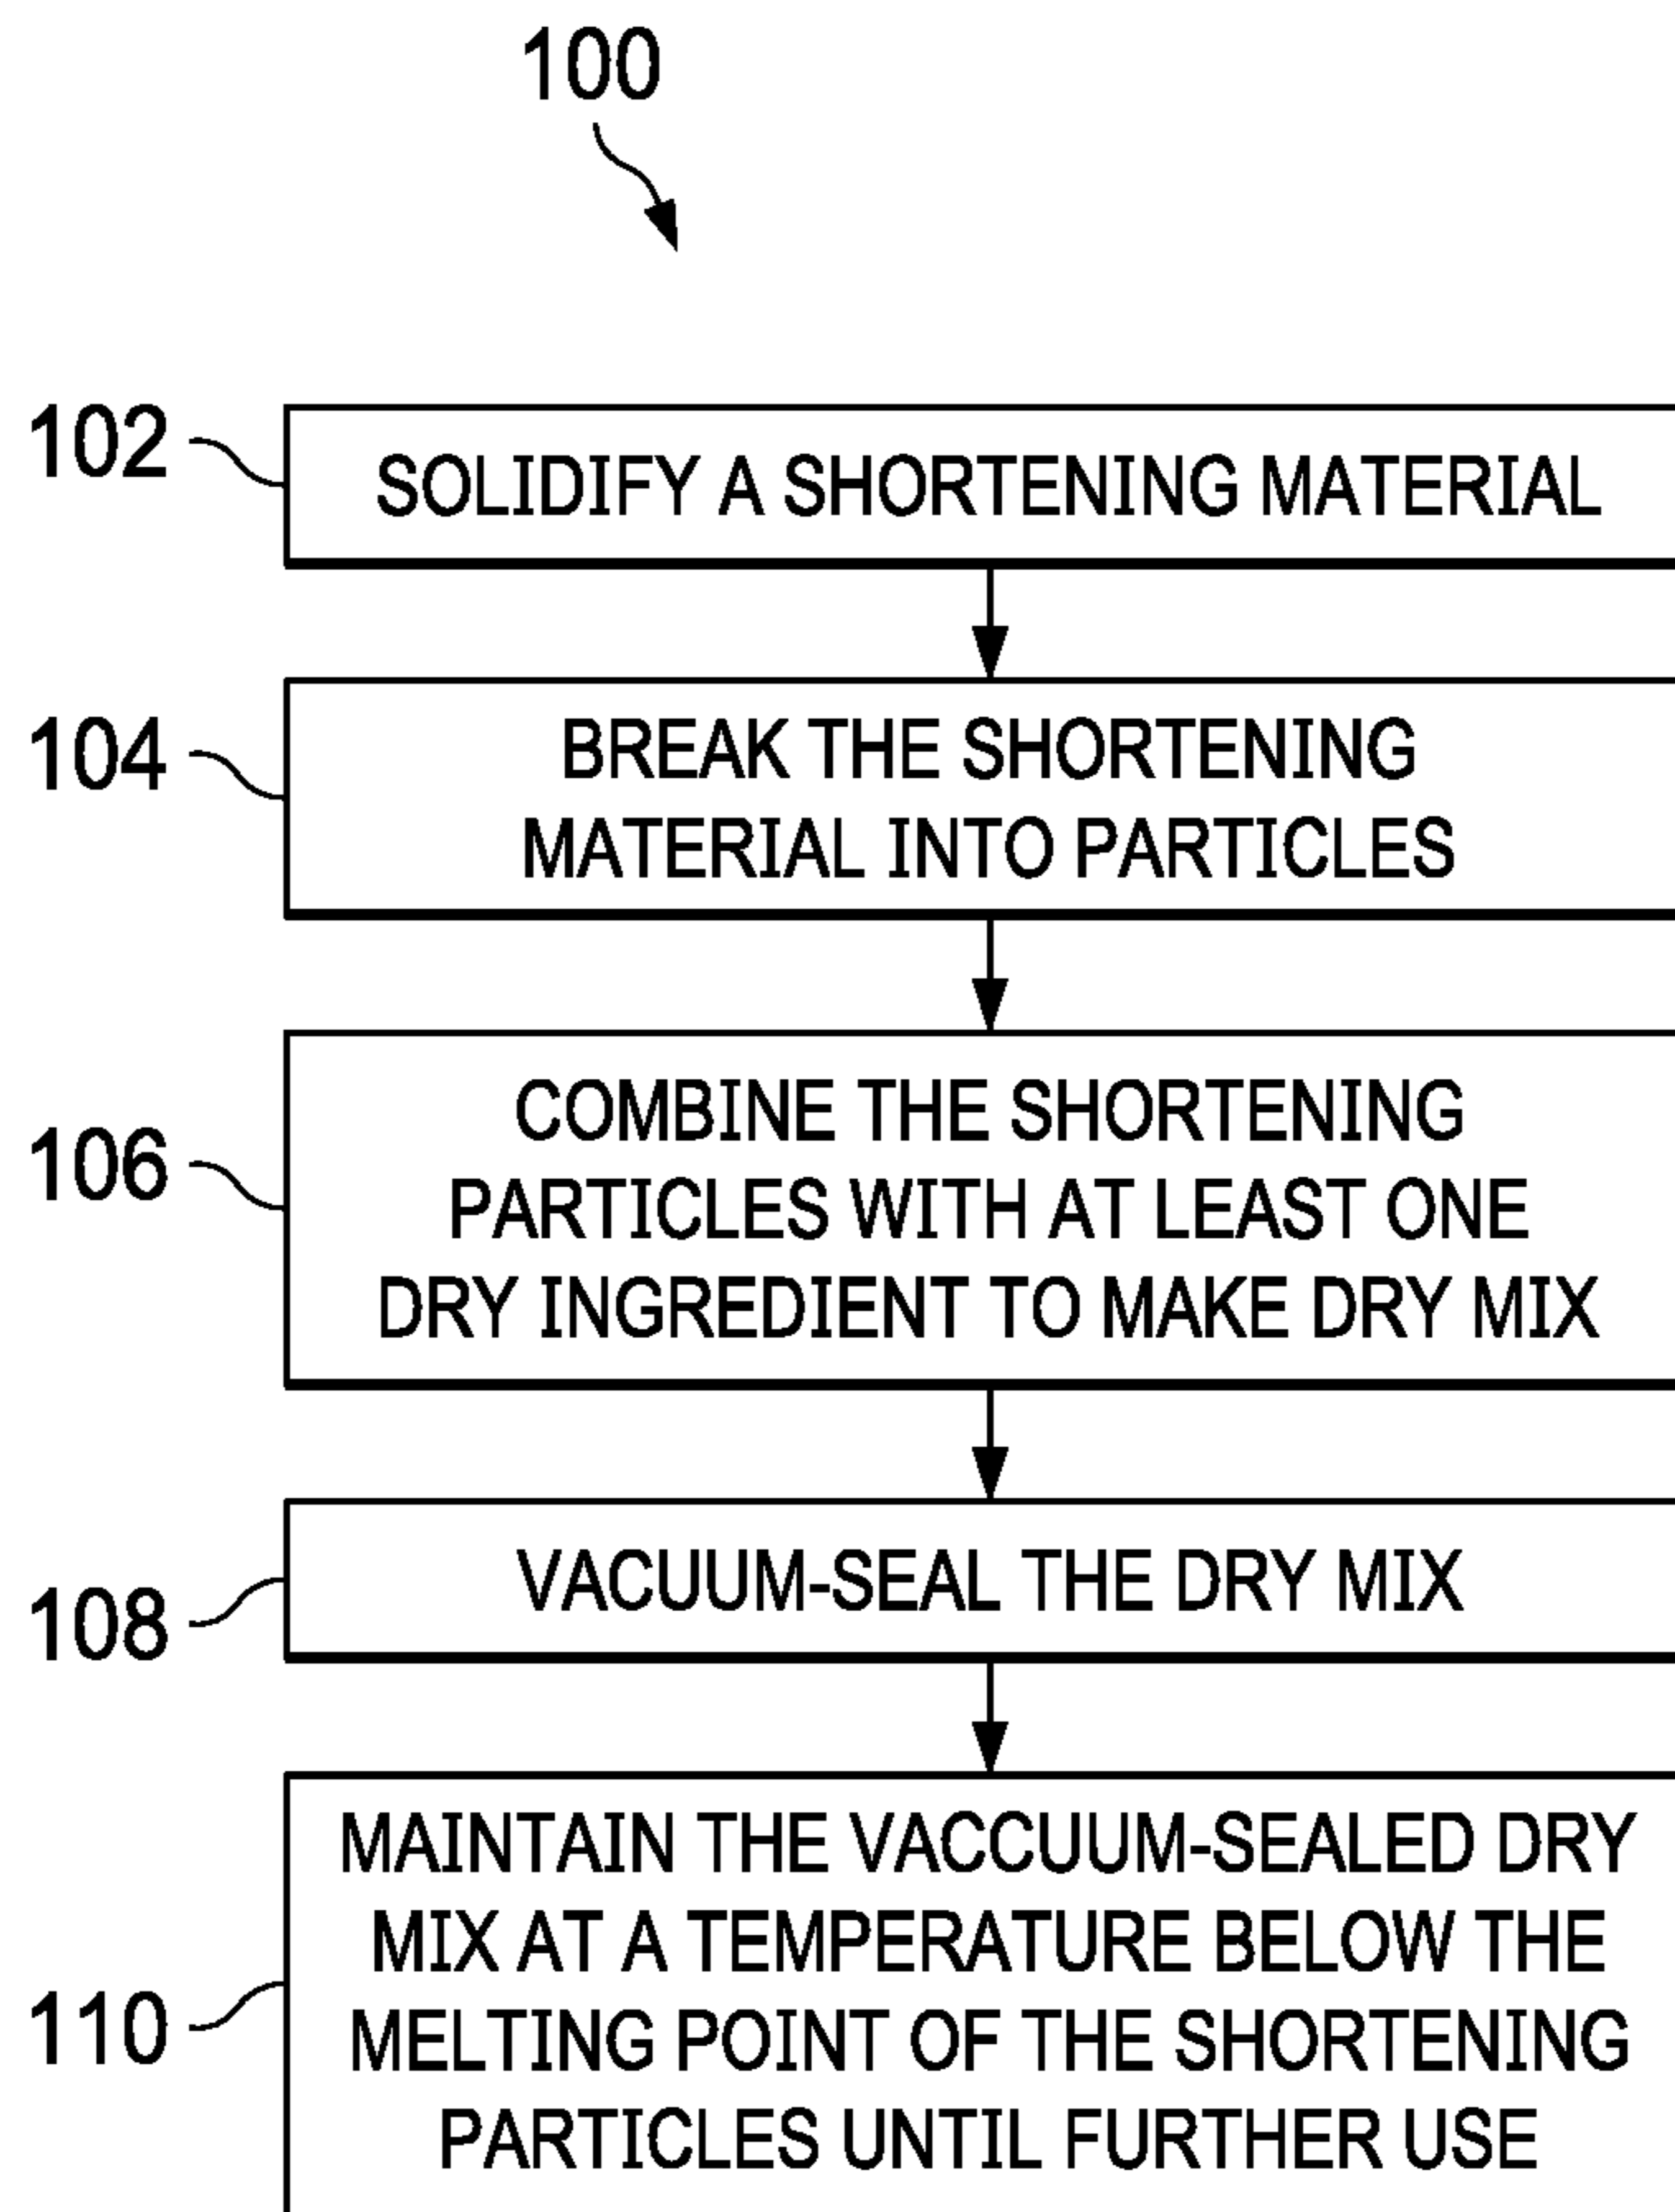 100
102
SOLIDIFY A SHORTENING MATERIAL
104
BREAK THE SHORTENING
MATERIAL INTO PARTICLES
106
COMBINE THE SHORTENING
PARTICLES WITH AT LEAST ONE
DRY INGREDIENT TO MAKE DRY MIX
108
VACUUM-SEAL THE DRY MIX
110
MAINTAIN THE VACCUUM-SEALED DRY
MIX AT A TEMPERATURE BELOW THE
MELTING POINT OF THE SHORTENING
PARTICLES UNTIL FURTHER USE